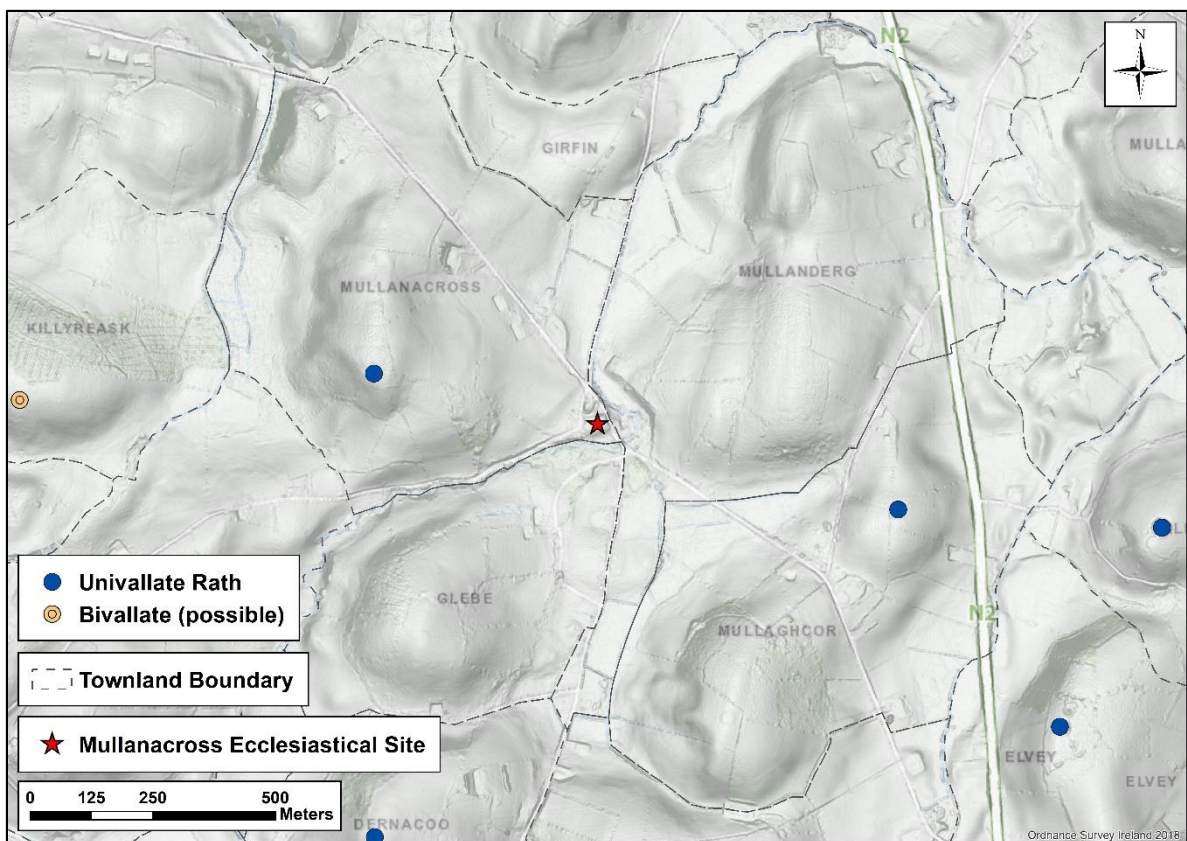 N2
N
GIRFIN
MULLA
MULLANACROSS
MULLANDERG
KILLYREASK
GLEBE
MULLAGHCOR
N2
ELVEY
ELVEY
DERNACOO
Univallate Rath
Bivallate (possible)
Townland Boundary
Mullanacross Ecclesiastical Site
0 125 250 500
Meters
Ordnance Survey Ireland 2018